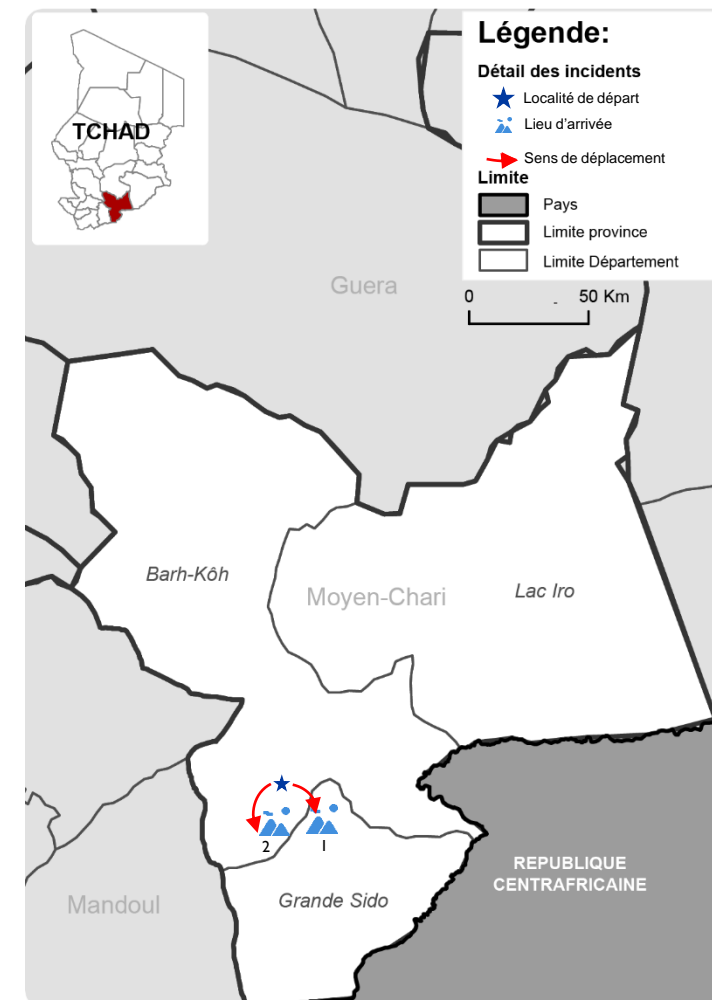 TCHAD
Légende:
Détail des incidents
Localité de départ
Lieu d'arrivée
Sens de déplacement
Limite
Pays
Limite province
Limite Département
0 50 Km
Guera
Barh-Kôh
Moyen-Chari
Lac Iro
2 1
Grande Sido
Mandoul
REPUBLIQUE
CENTRAFRICAINE